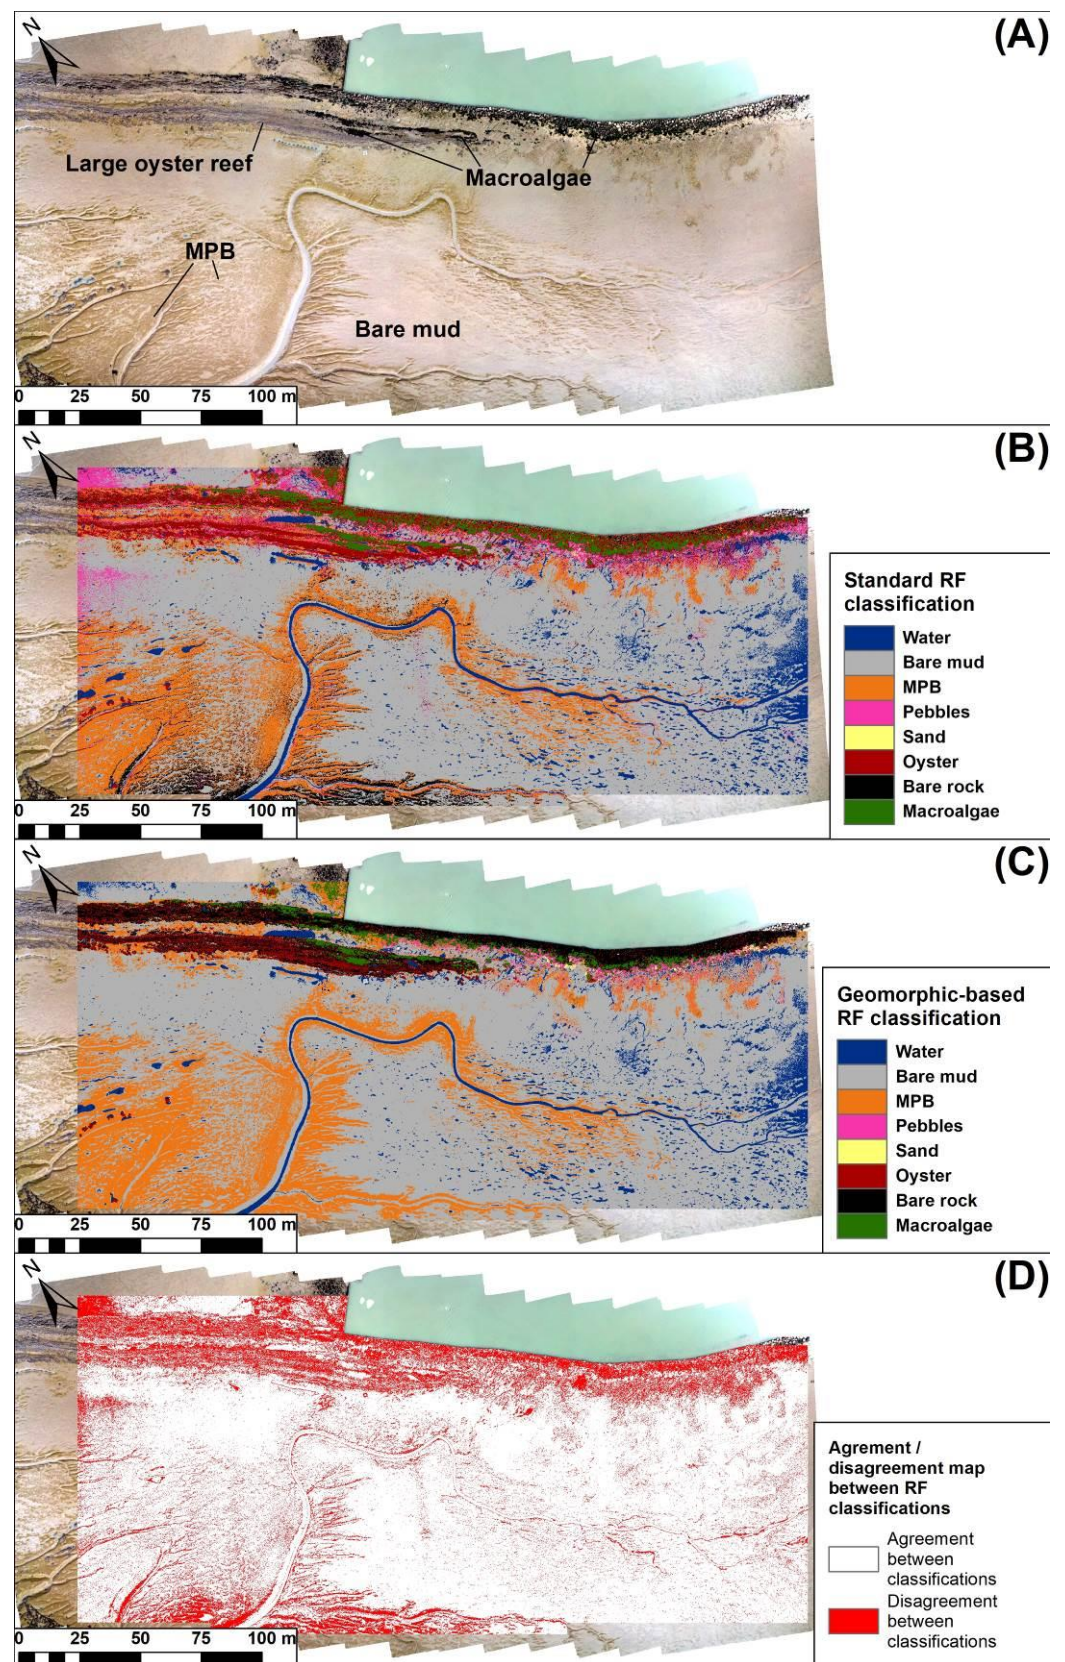 N
(A)
Large oyster reef
Macroalgae
MPB
Bare mud
0 25 50 75 100 m
N
(B)
Standard RF
classification
Water
Bare mud
MPB
Pebbles
Sand
Oyster
Bare rock
Macroalgae
0 25 50 75 100 m
N
(C)
Geomorphic-based
RF classification
Water
Bare mud
MPB
Pebbles
Sand
Oyster
Bare rock
Macroalgae
0 25 50 75 100 m
N
(D)
Agrement /
disagreement map
between RF
classifications
Agreement
between
classifications
Disagreement
between
classifications
0 25 50 75 100 m